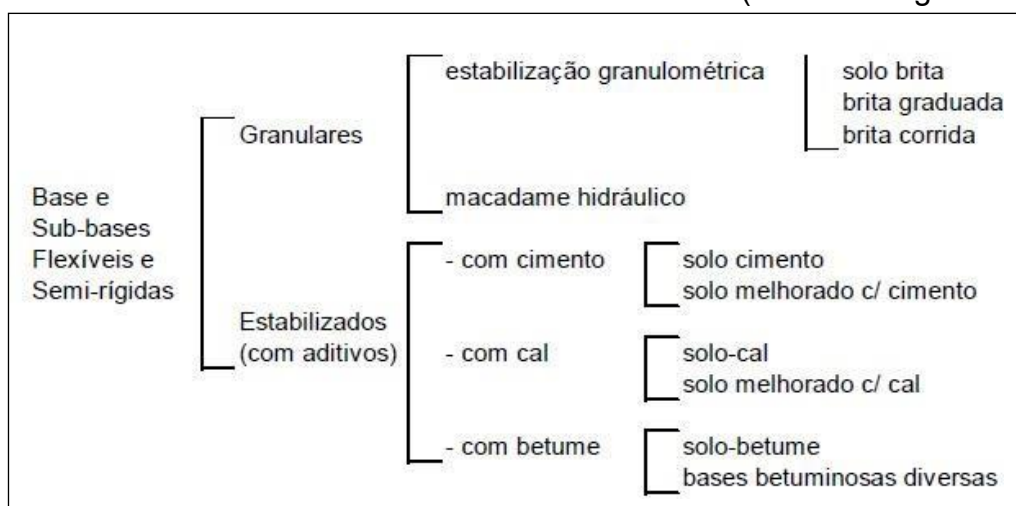 Base e
Sub-bases
Flexíveis e
Semi-rígidas
Granulares
estabilização granulométrica
solo brita
brita graduada
brita corrida
macadame hidráulico
Estabilizados
(com aditivos)
- com cimento
solo cimento
solo melhorado c/ cimento
- com cal
solo-cal
solo melhorado c/ cal
- com betume
solo-betume
bases betuminosas diversas